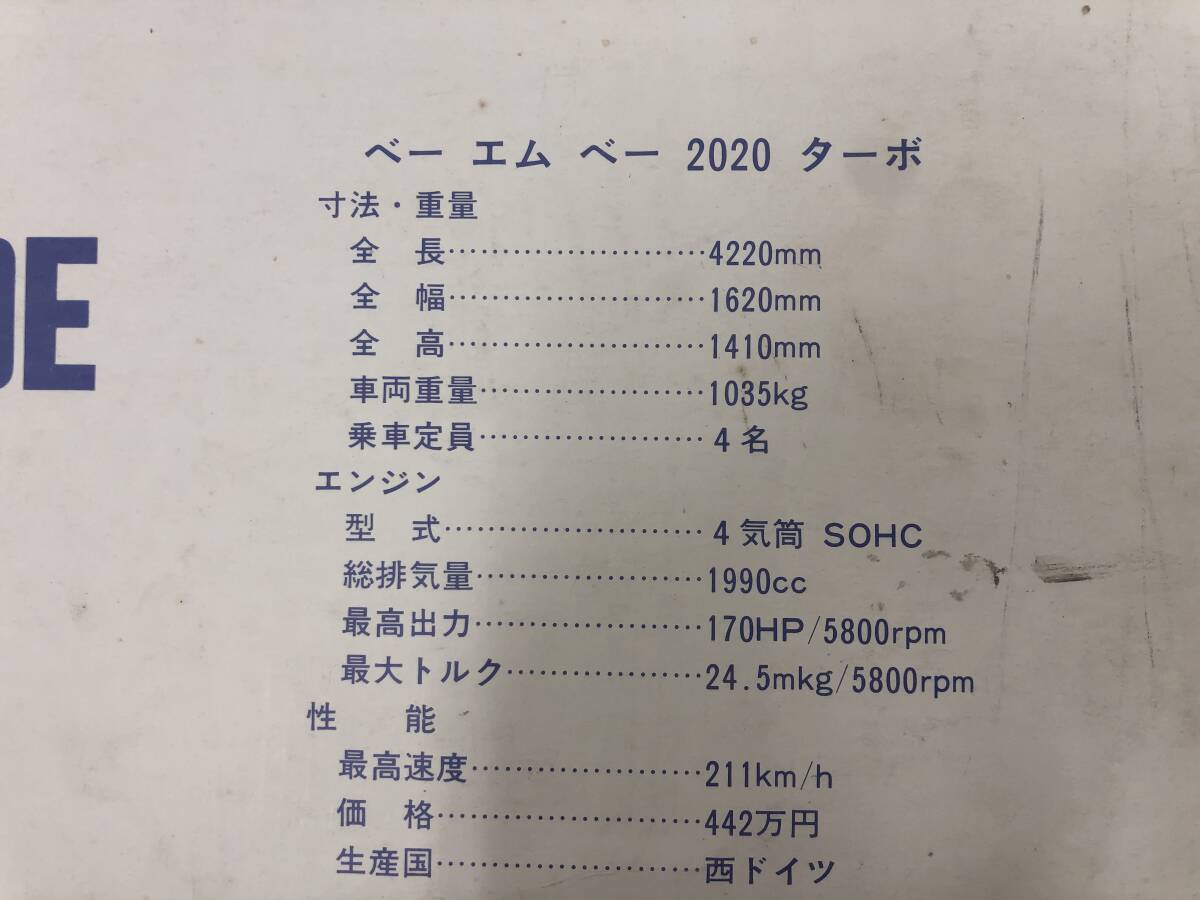 ベー エム ベー 2020 ターボ
寸法・重量
全 長……………………4220mm
全 幅……………………1620mm
全 高……………………1410mm
DE
車両重量…………………1035kg
乗車定員…………………4名
エンジン
型 式……………………4気筒 SOHC
総排気量…………………1990cc
最高出力…………………170HP/5800rpm
最大トルク………………24.5mkg/5800rpm
性 能
最高速度…………………211km/h
価 格……………………442万円
生産国……………………西ドイツ